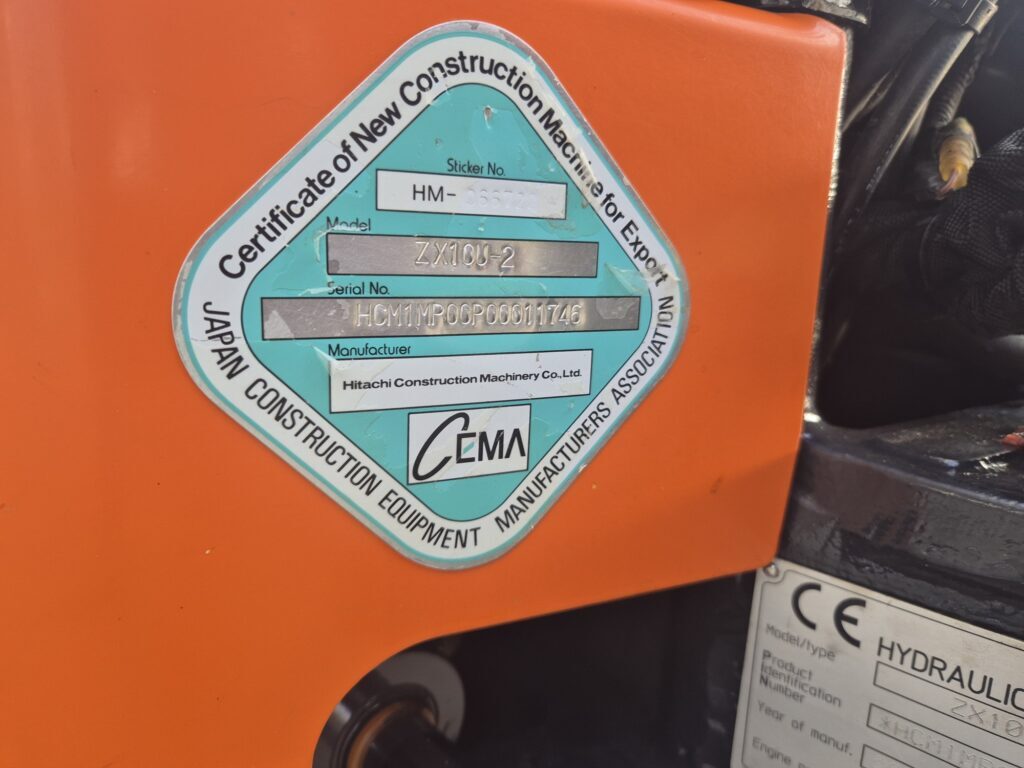 Certificate of New Construction Machine for Export
Sticker No.
HM-
Model
ZX10U-2
Serial No.
HCM1MR00P00011746
Manufacturer
Hitachi Construction Machinery Co., Ltd.
CEMA
JAPAN CONSTRUCTION EQUIPMENT MANUFACTURERS ASSOCIATION
CE
HYDRAULIC
Model/type
ZX10
Product
Identification
Number
*HCM1MR
Year of manuf.
Engine